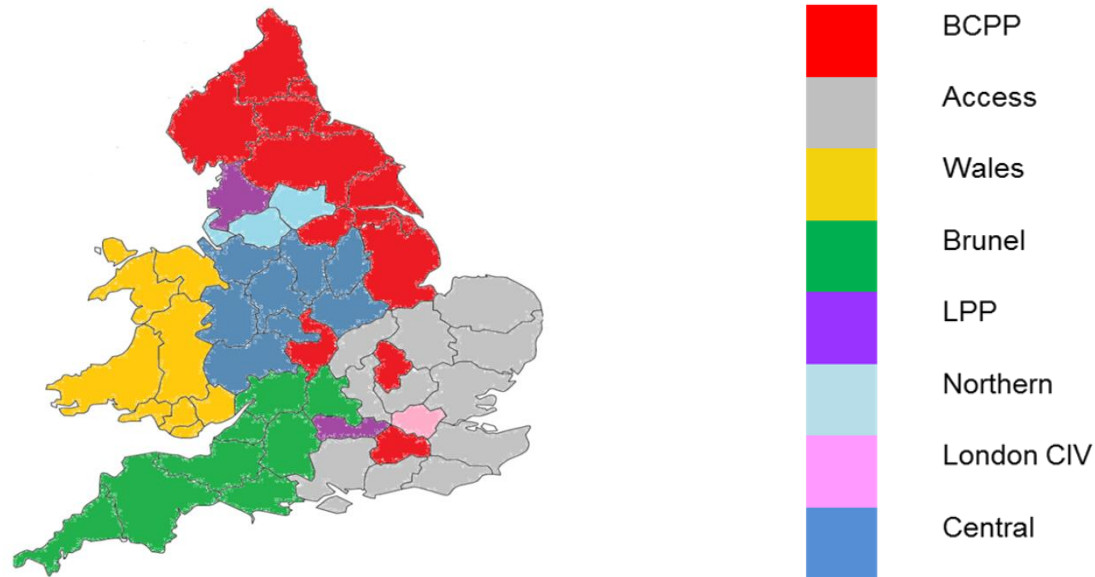 BCPP
Access
Wales
Brunel
LPP
Northern
London CIV
Central